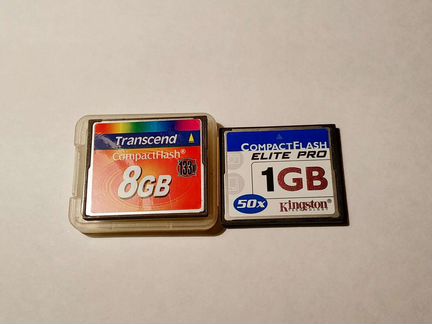 Transcend
CompactFlash®
133x
8GB
COMPACTFLASH
ELITE PRO
1GB
50x
Kingston